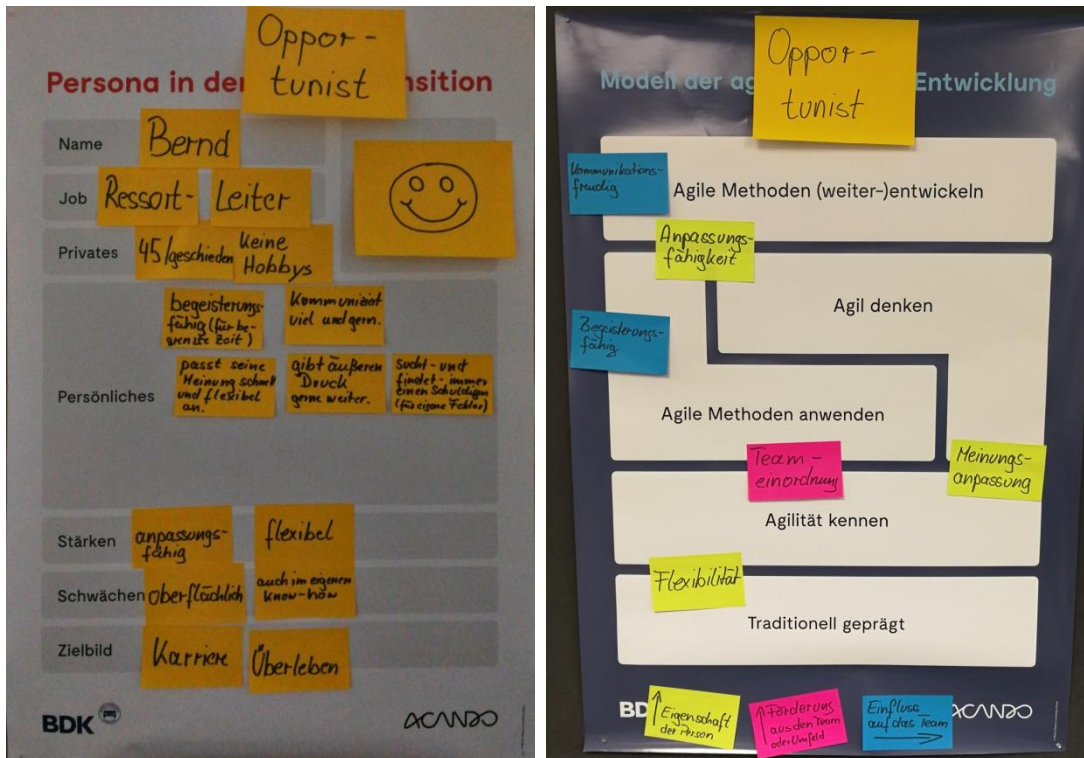 Oppor-
tunist
Persona in der
nsition
Name
Bernd
Job
Ressort-
Leiter
Privates
45/geschieden
Keine
Hobbys
Persönliches
begeisterungs-
fähig (für be-
grenzte Zeit)
Kommuniziert
viel und gern.
passt seine
Meinung schnell
und flexibel
an.
gibt äußeren
Druck
gerne weiter.
Sucht - und
findet - immer
einen Schuldigen
(für eigene Fehler)
Stärken
anpassungs-
fähig
flexibel
Schwächen
oberflächlich
auch im eigenen
Know-how
Zielbild
Karriere
Überleben
BDK
ACANDO
Oppor-
tunist
Modell der ag
Entwicklung
Kommunikations-
freudig
Agile Methoden (weiter-)entwickeln
Anpassungs-
fähigkeit
Agil denken
Begeisterungs-
fähig
Agile Methoden anwenden
Team-
einordnung
Meinungs-
anpassung
Agilität kennen
Flexibilität
Traditionell geprägt
BD
Eigenschaft
der Person
Förderung
aus dem Team
oder Umfeld
Einfluss
auf das Team
ACANDO